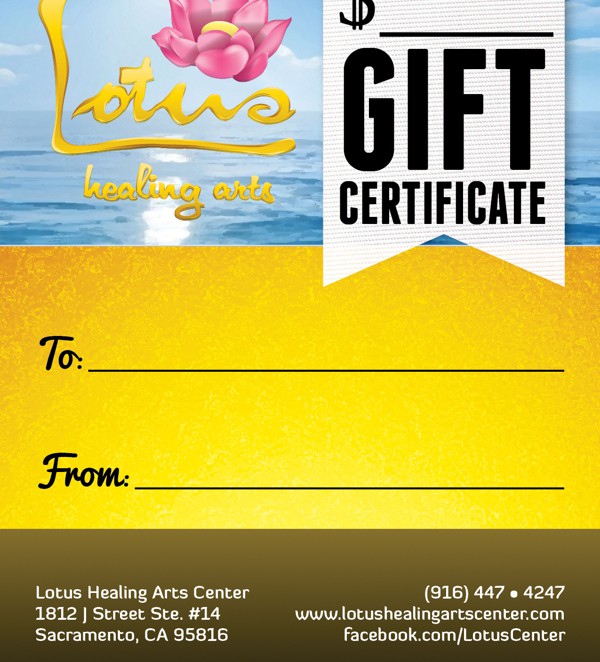 $
Lotus
healing arts
GIFT
CERTIFICATE
To:
From:
Lotus Healing Arts Center
1812 J Street Ste. #14
Sacramento, CA 95816
(916) 447 • 4247
www.lotushealingartscenter.com
facebook.com/LotusCenter